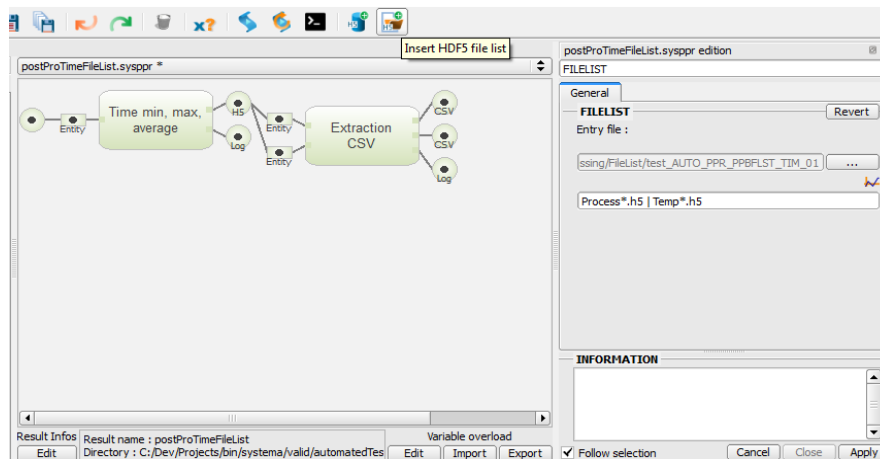 x?
Insert HDF5 file list
postProTimeFileList.sysppr *
Entity
Time min, max,
average
H5
Log
Entity
Entity
Extraction
CSV
CSV
CSV
Log
Result Infos
Edit
Result name : postProTimeFileList
Directory : C:/Dev/Projects/bin/systema/valid/automatedTes
Variable overload
Edit
Import
Export
postProTimeFileList.sysppr edition
FILELIST
General
FILELIST
Revert
Entry file :
ssing/FileList/test_AUTO_PPR_PPBFLST_TIM_01
...
Process*.h5 | Temp*.h5
INFORMATION
Follow selection
Cancel
Close
Apply